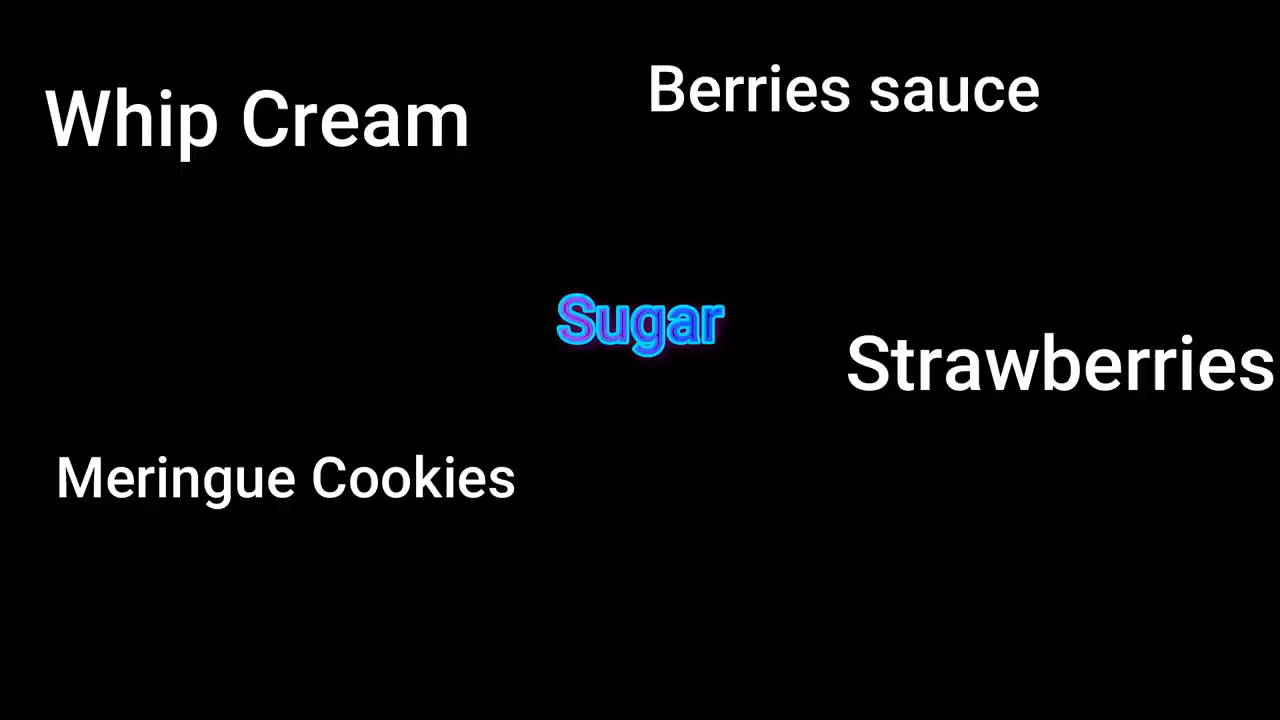 Whip Cream
Berries sauce
Sugar
Strawberries
Meringue Cookies